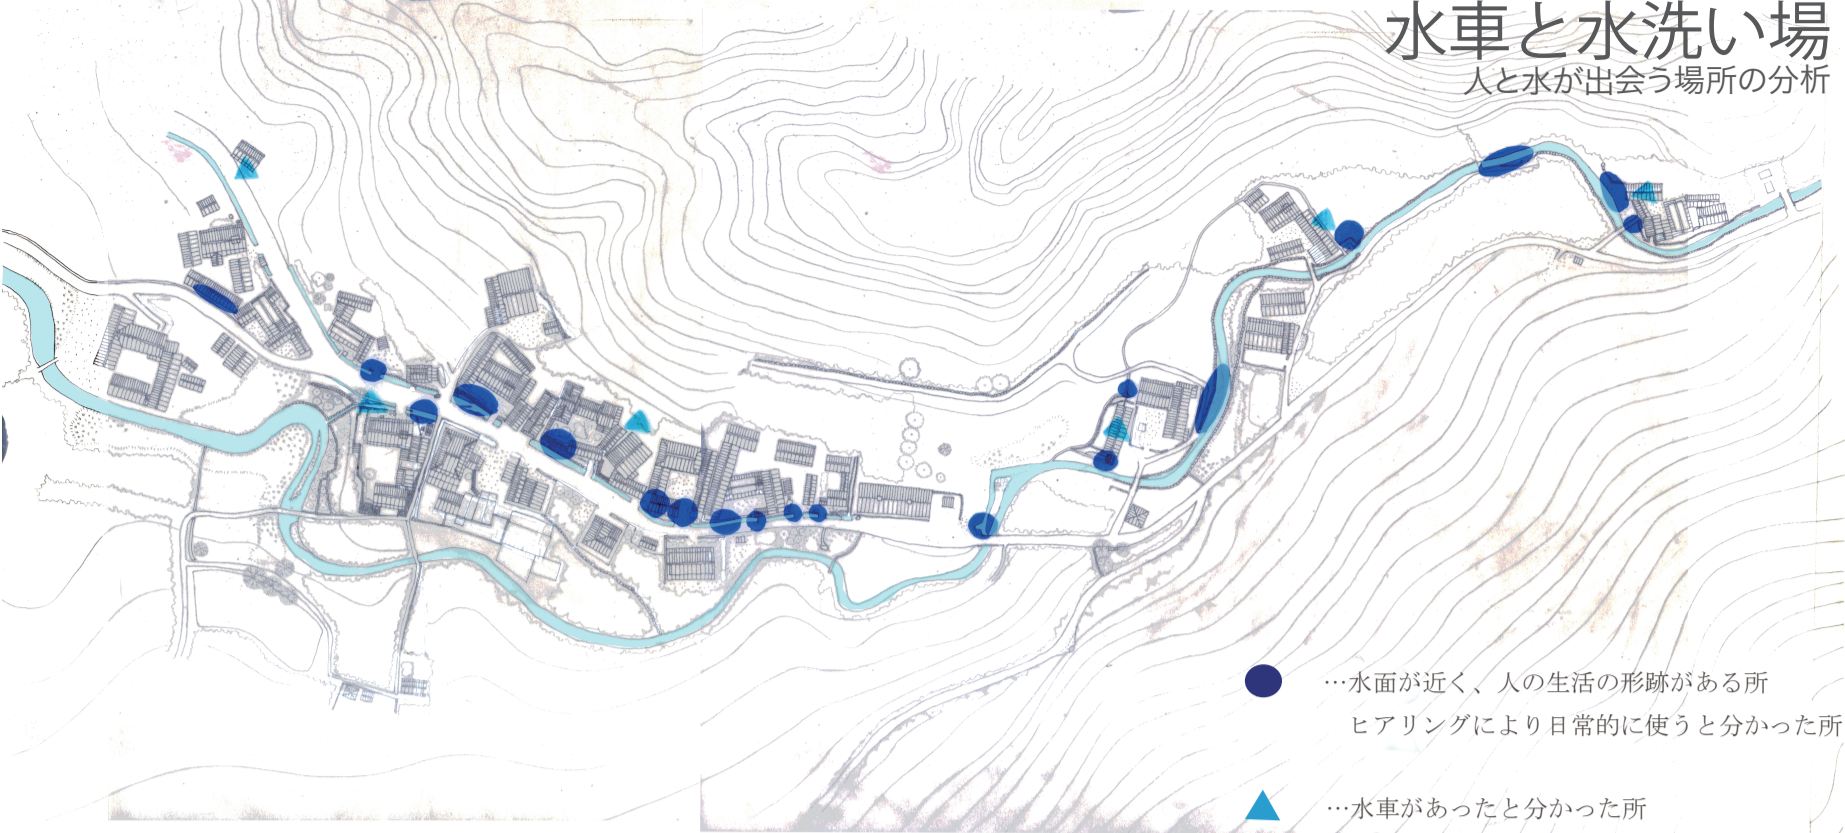 水車と水洗い場
人と水が出会う場所の分析
…水面が近く、人の生活の形跡がある所
ヒアリングにより日常的に使うと分かった所
…水車があったと分かった所